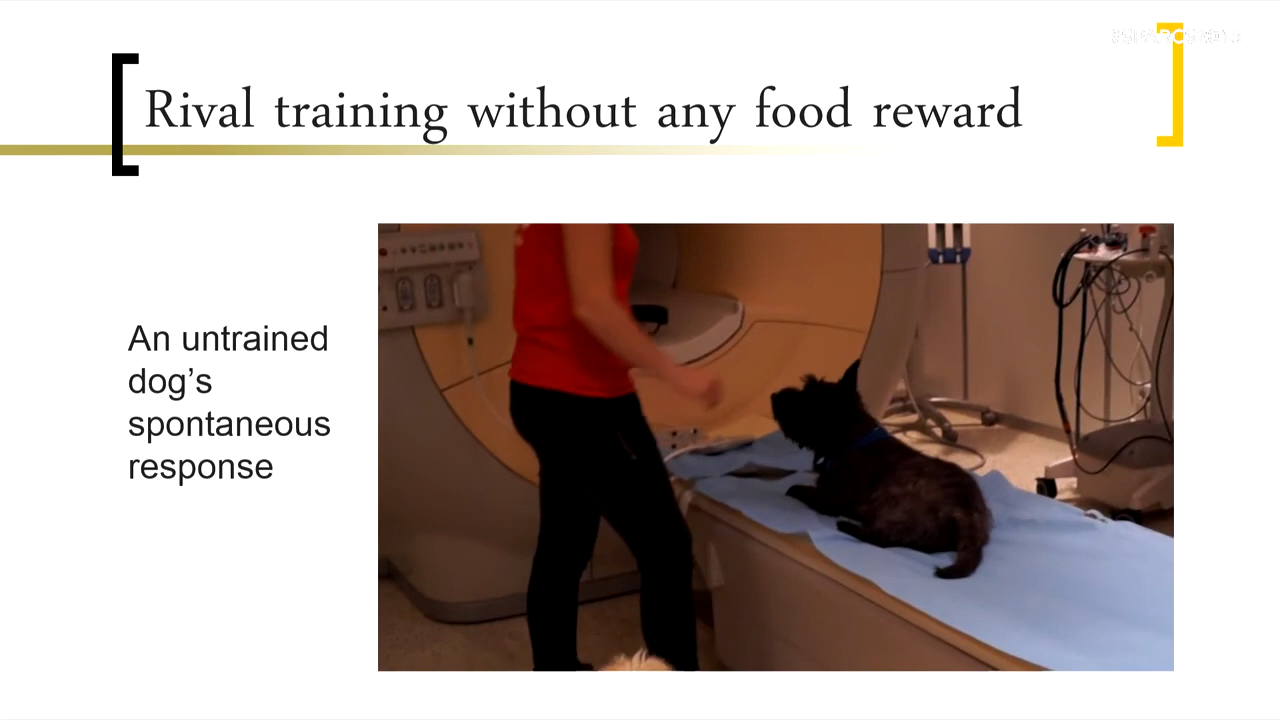 Rival training without any food reward
An untrained
dog's
spontaneous
response